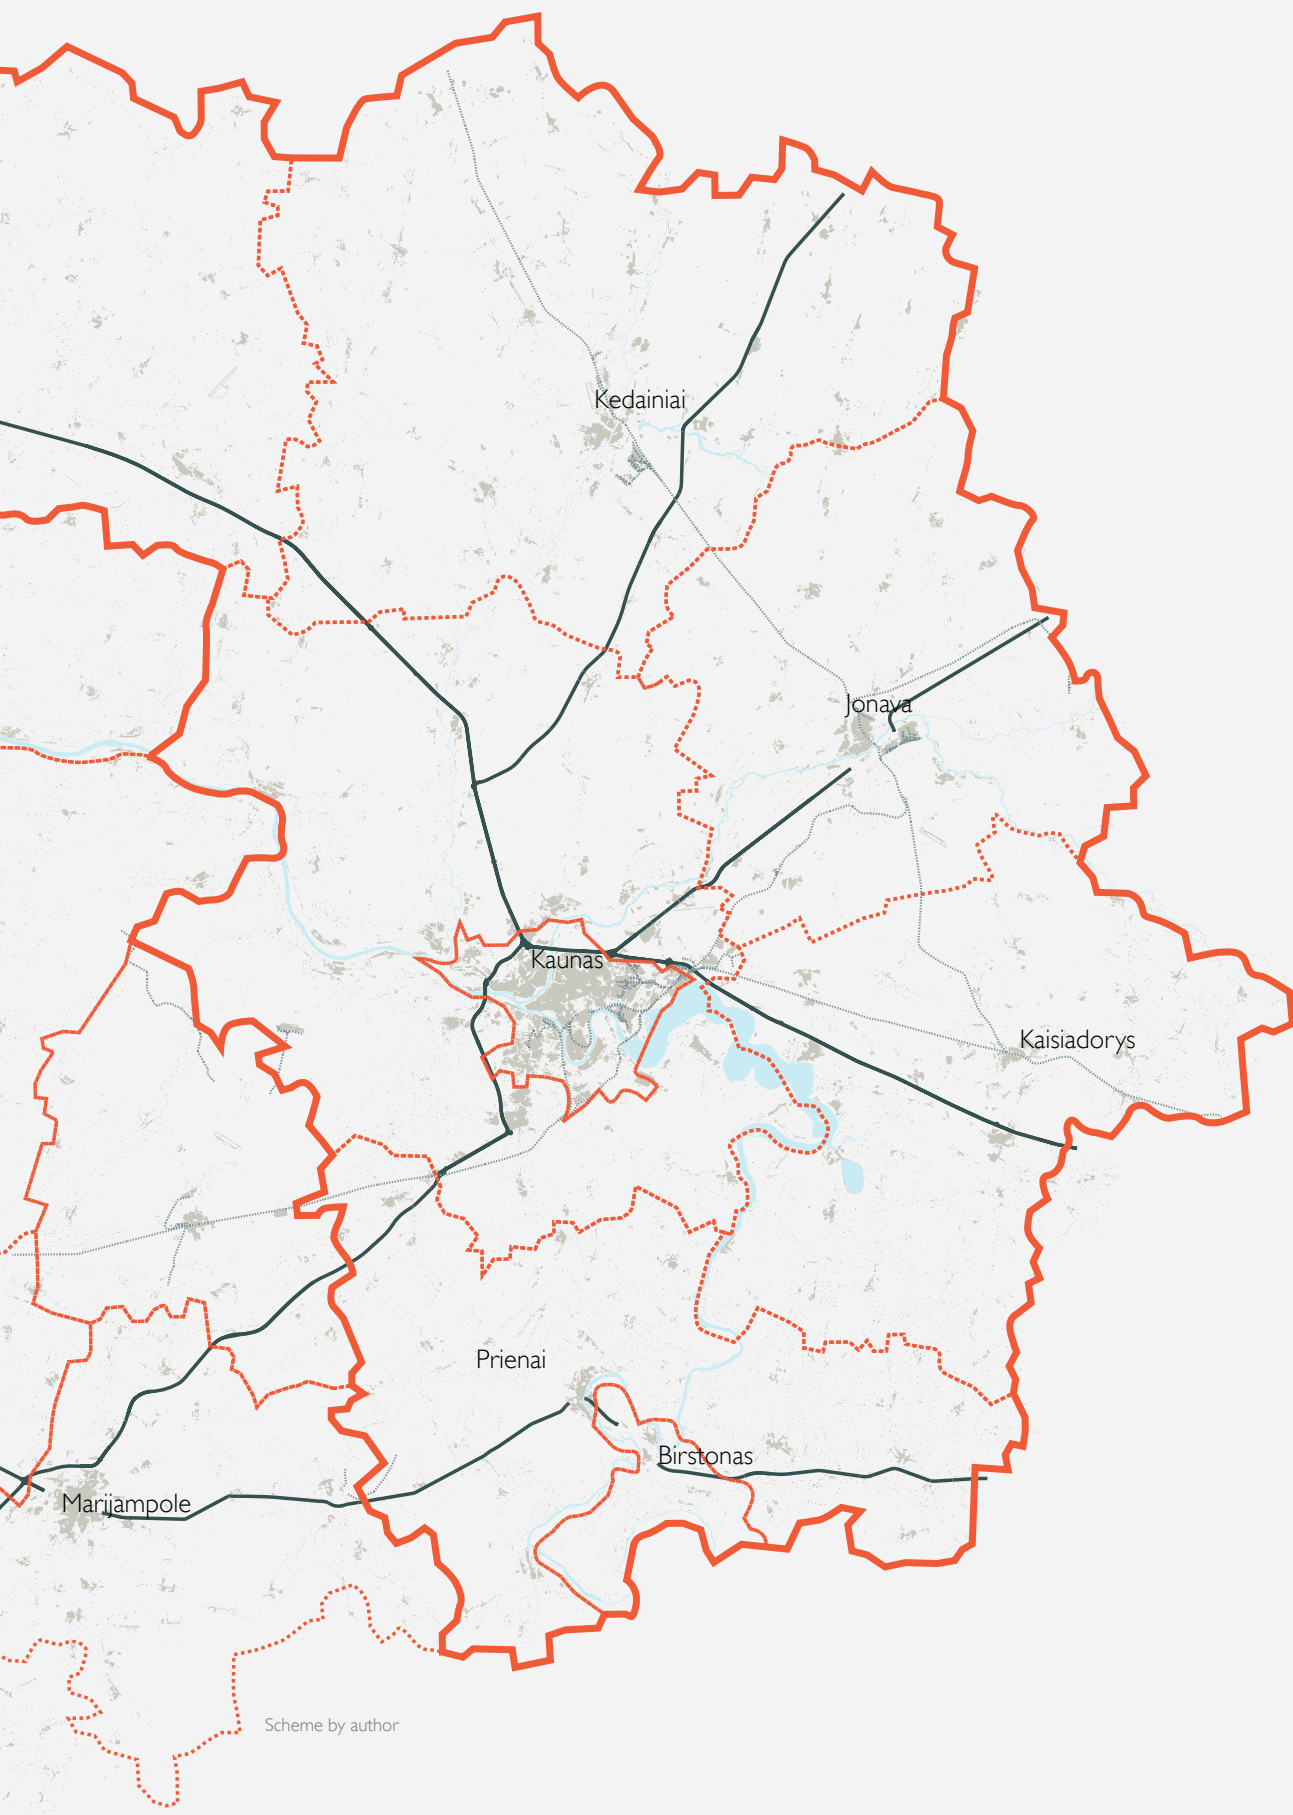 Kedainiai
Jonava
Kaunas
Kaisiadorys
Prienai
Birstonas
Marijampole
Scheme by author